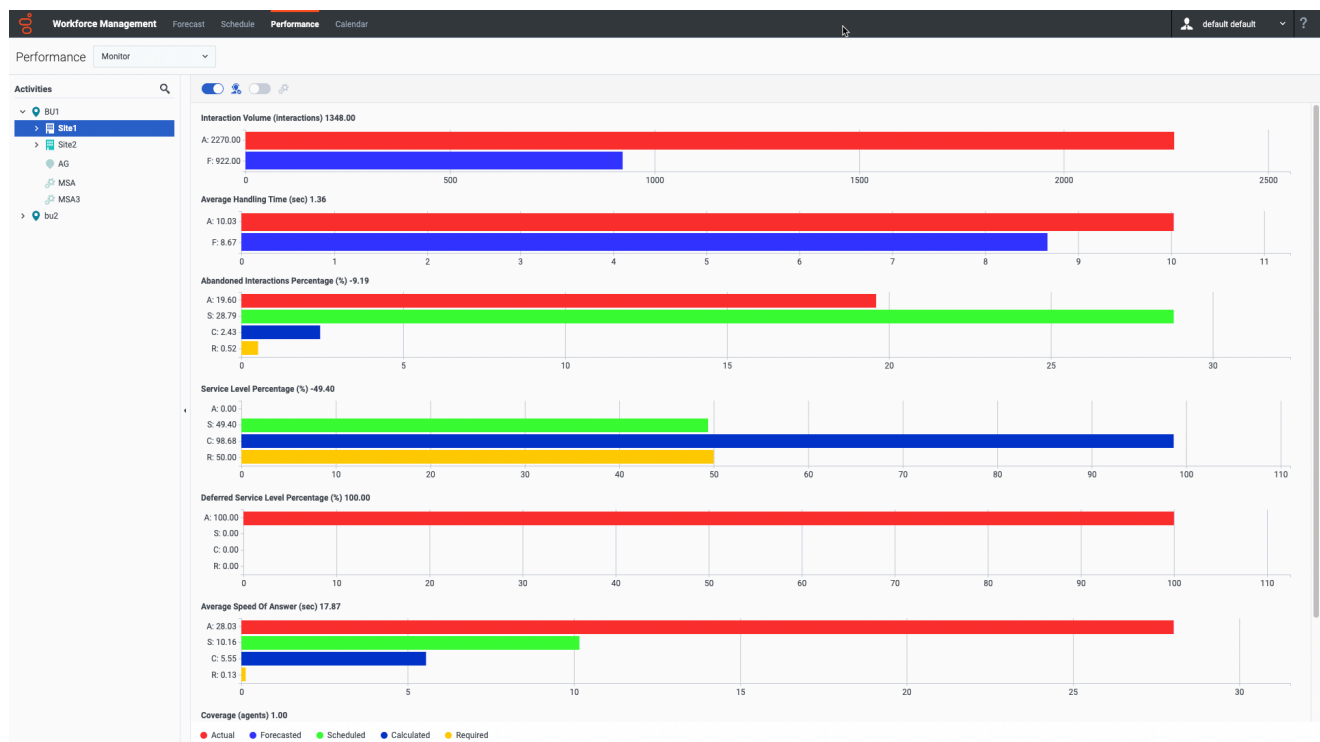 Workforce Management Forecast Schedule Performance Calendar default default ?
Performance Monitor
Activities
BU1
Site1
Site2
AG
MSA
MSA3
bu2
Interaction Volume (interactions) 1348.00
A: 2270.00
F: 922.00
0 500 1000 1500 2000 2500
Average Handling Time (sec) 1.36
A: 10.03
F: 8.67
0 1 2 3 4 5 6 7 8 9 10 11
Abandoned Interactions Percentage (%) -9.19
A: 19.60
S: 28.79
C: 2.43
R: 0.52
0 5 10 15 20 25 30
Service Level Percentage (%) -49.40
A: 0.00
S: 49.40
C: 98.68
R: 50.00
0 10 20 30 40 50 60 70 80 90 100 110
Deferred Service Level Percentage (%) 100.00
A: 100.00
S: 0.00
C: 0.00
R: 0.00
0 10 20 30 40 50 60 70 80 90 100 110
Average Speed Of Answer (sec) 17.87
A: 28.03
S: 10.16
C: 5.55
R: 0.13
0 5 10 15 20 25 30
Coverage (agents) 1.00
Actual Forecasted Scheduled Calculated Required